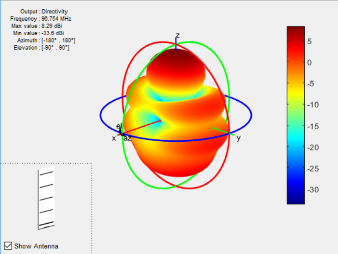 Output : Directivity
Frequency : 96.764 MHz
Max value : 8.29 dBi
Min value : -33.6 dBi
Azimuth : [-180° , 180°]
Elevation : [-90° , 90°]
z
x
az
y
5
0
-5
-10
-15
-20
-25
-30
Show Antenna